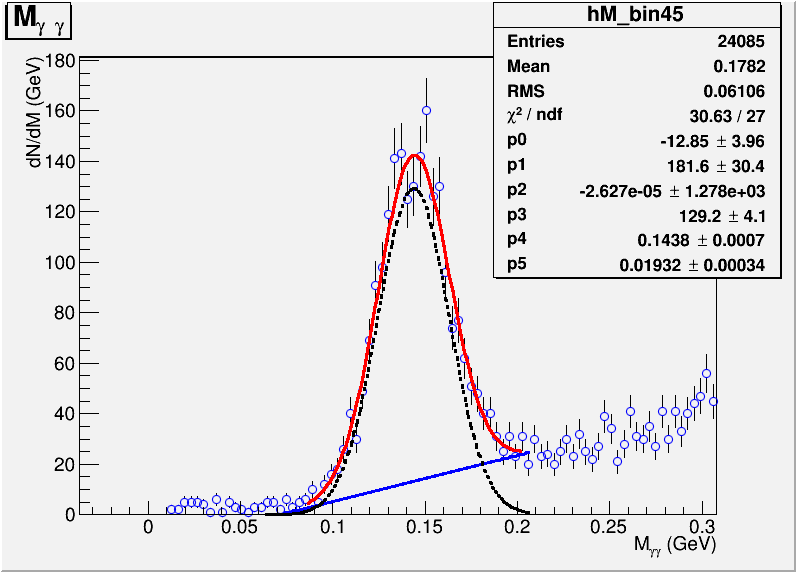 Mγ γ
hM_bin45
Entries 24085
Mean 0.1782
RMS 0.06106
χ² / ndf 30.63 / 27
p0 -12.85 ± 3.96
p1 181.6 ± 30.4
p2 -2.627e-05 ± 1.278e+03
p3 129.2 ± 4.1
p4 0.1438 ± 0.0007
p5 0.01932 ± 0.00034
dN/dM (GeV)
180
160
140
120
100
80
60
40
20
0
0 0.05 0.1 0.15 0.2 0.25 0.3
Mγγ (GeV)